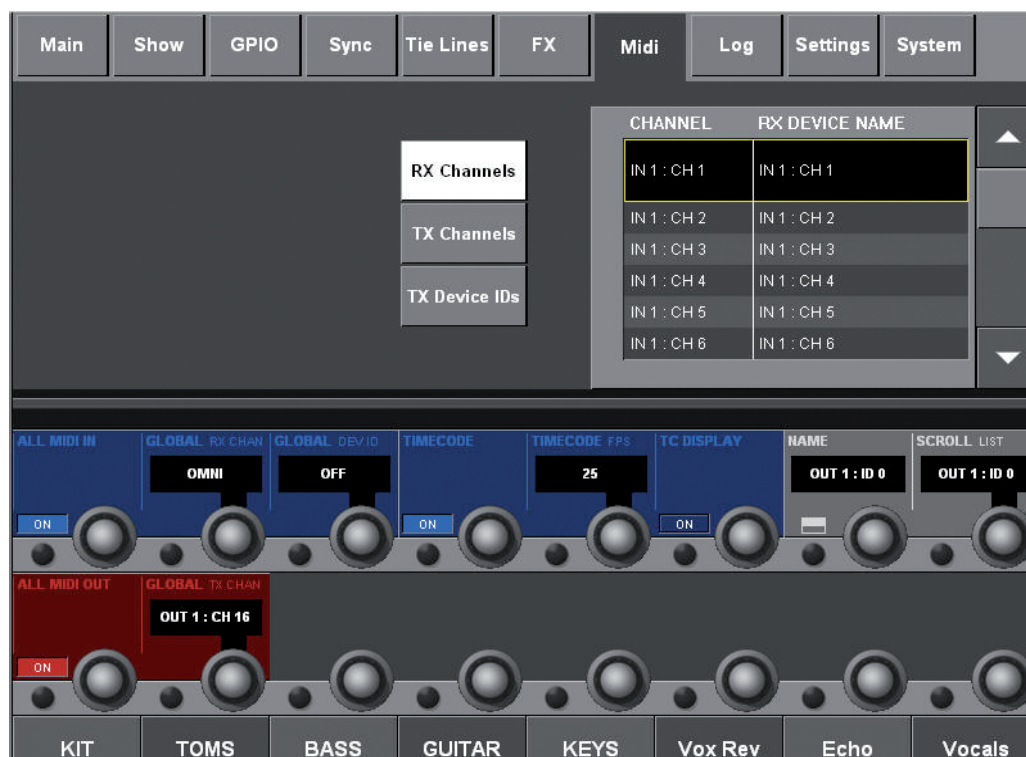 Main Show GPIO Sync Tie Lines FX Midi Log Settings System
CHANNEL RX DEVICE NAME
RX Channels
TX Channels
TX Device IDs
IN 1 : CH 1 IN 1 : CH 1
IN 1 : CH 2 IN 1 : CH 2
IN 1 : CH 3 IN 1 : CH 3
IN 1 : CH 4 IN 1 : CH 4
IN 1 : CH 5 IN 1 : CH 5
IN 1 : CH 6 IN 1 : CH 6
ALL MIDI IN GLOBAL RX CHAN GLOBAL DEV ID TIMECODE TIMECODE FPS TC DISPLAY NAME SCROLL LIST
OMNI OFF 25 OUT 1 : ID 0 OUT 1 : ID 0
ON ON ON
ALL MIDI OUT GLOBAL TX CHAN
OUT 1 : CH 16
ON
KIT TOMS BASS GUITAR KEYS Vox Rev Echo Vocals